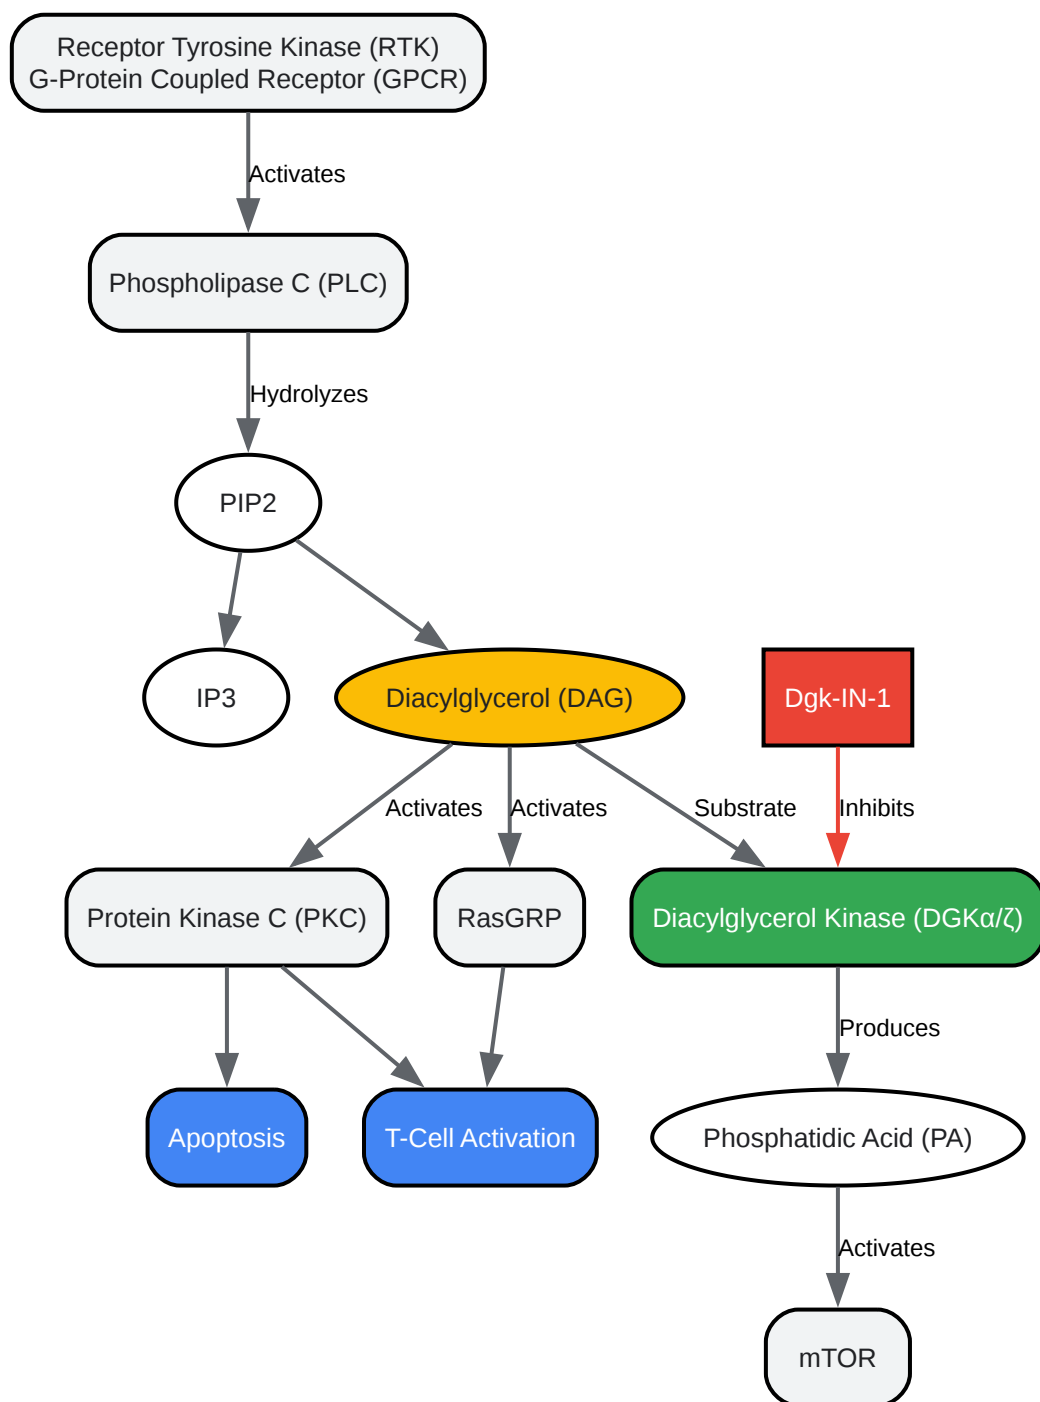 Receptor Tyrosine Kinase (RTK)
G-Protein Coupled Receptor (GPCR)
Activates
Phospholipase C (PLC)
Hydrolyzes
PIP2
IP3
Diacylglycerol (DAG)
Dgk-IN-1
Activates
Activates
Substrate
Inhibits
Protein Kinase C (PKC)
RasGRP
Diacylglycerol Kinase (DGKα/ζ)
Produces
Apoptosis
T-Cell Activation
Phosphatidic Acid (PA)
Activates
mTOR